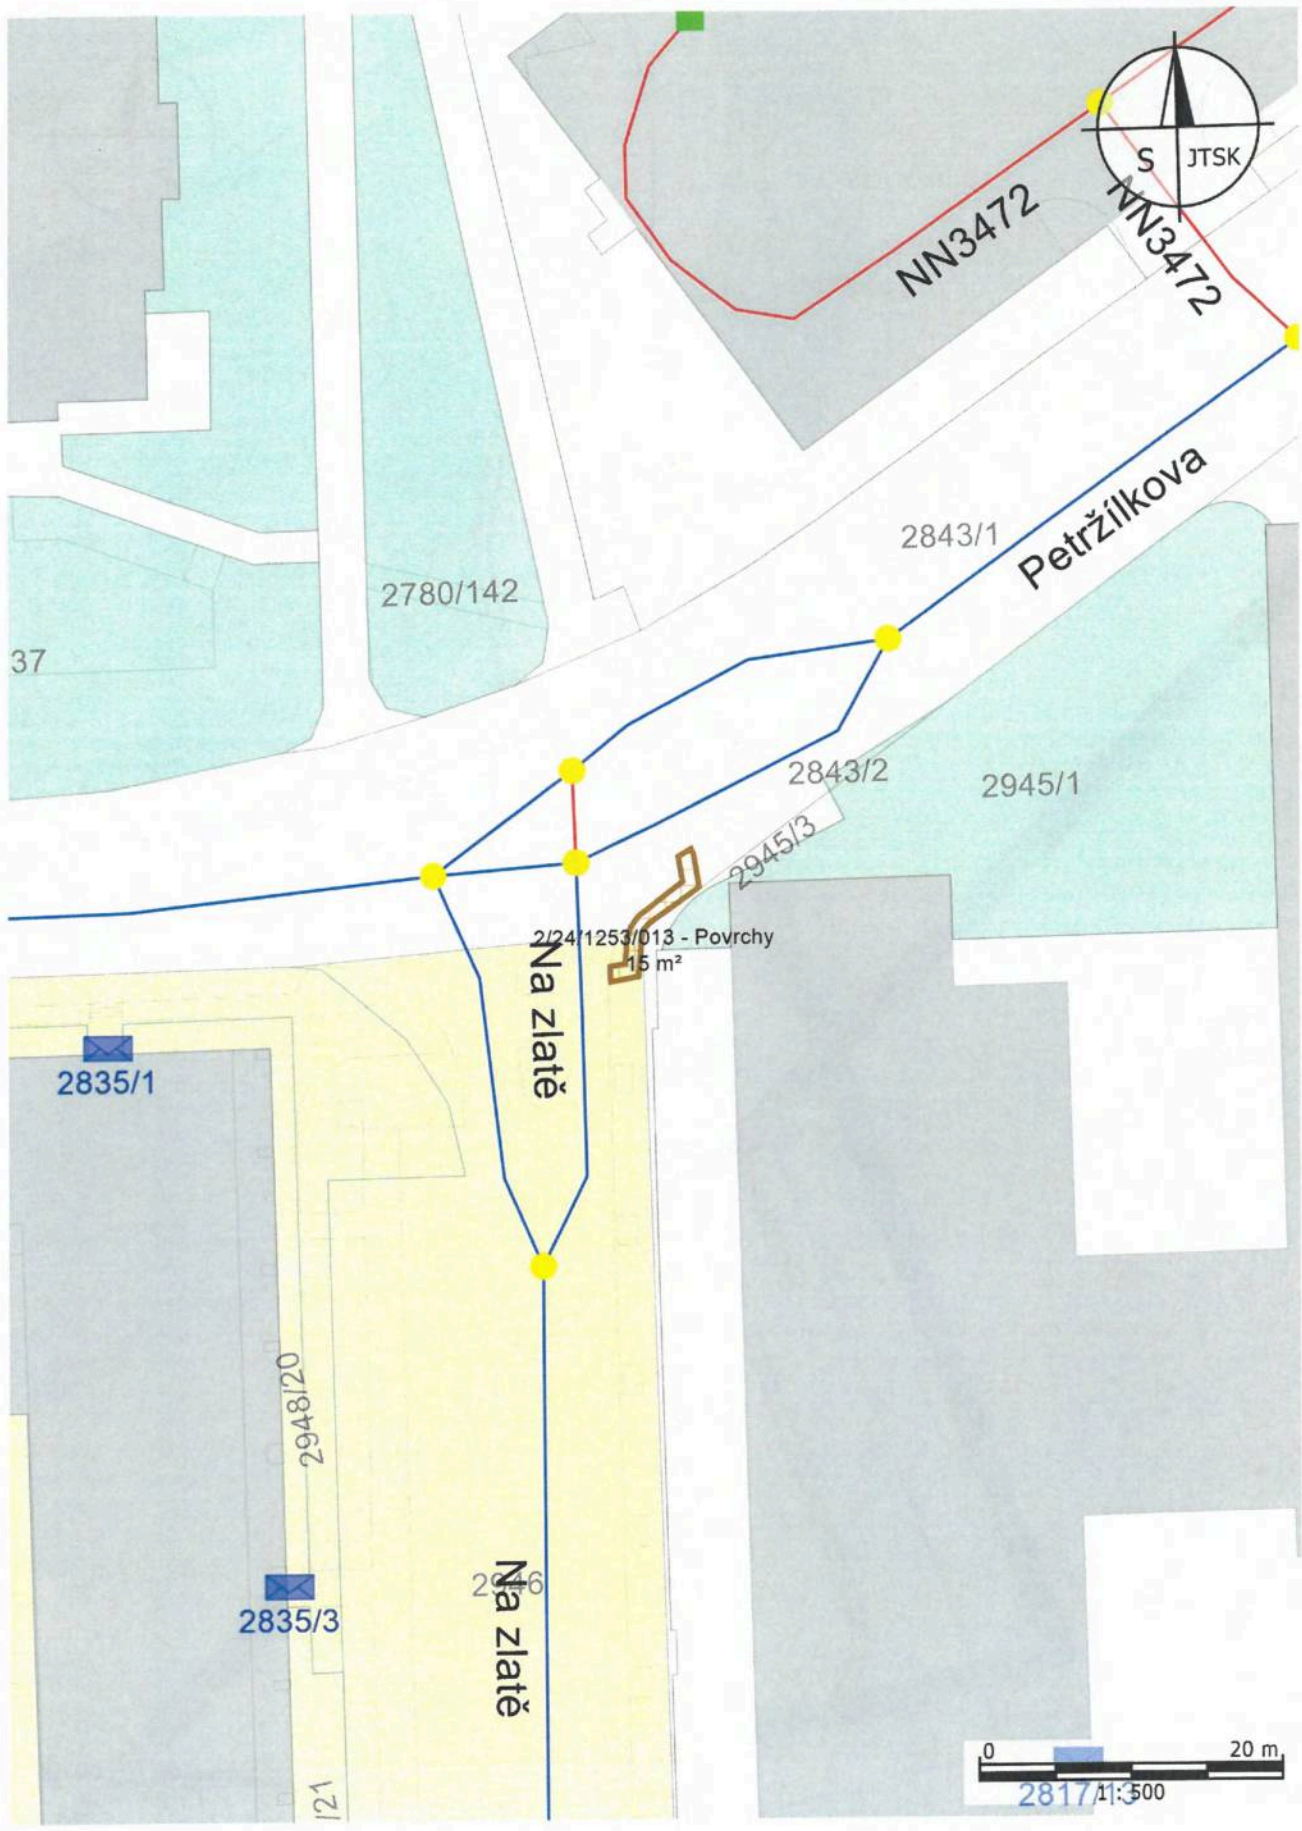 S JTSK
NN3472
NN3472
Petržílkova
2843/1
2780/142
37
2843/2
2945/1
2945/3
2/24/1253/013 - Povrchy
15 m²
Na zlatě
2835/1
2948/20
2946
Na zlatě
2835/3
/21
0 20 m
1 : 500
2817/13